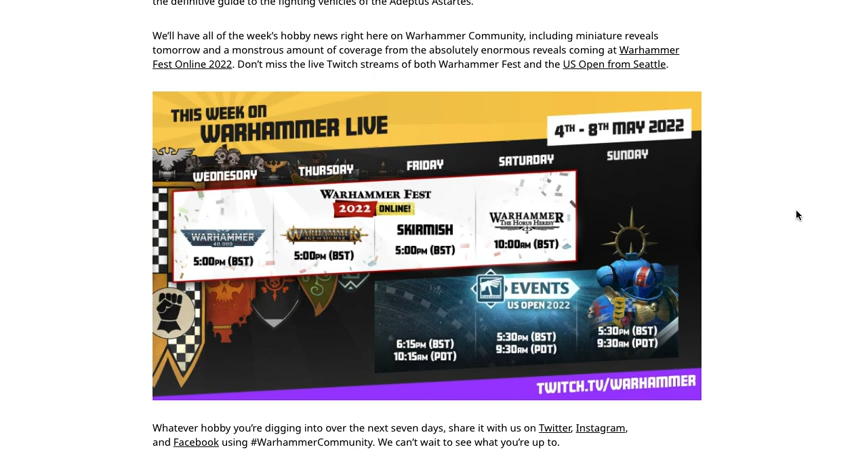 the definitive guide to the fighting vehicles of the Adeptus Astartes.
We'll have all of the week's hobby news right here on Warhammer Community, including miniature reveals
tomorrow and a monstrous amount of coverage from the absolutely enormous reveals coming at Warhammer
Fest Online 2022. Don't miss the live Twitch streams of both Warhammer Fest and the US Open from Seattle.
THIS WEEK ON
WARHAMMER LIVE
4TH - 8TH MAY 2022
WEDNESDAY THURSDAY FRIDAY SATURDAY SUNDAY
WARHAMMER FEST
2022 ONLINE!
WARHAMMER
40,000
5:00PM (BST)
WARHAMMER
AGE OF SIGMAR
5:00PM (BST)
SKIRMISH
5:00PM (BST)
WARHAMMER
THE HORUS HERESY
10:00AM (BST)
EVENTS
US OPEN 2022
6:15PM (BST)
10:15AM (PDT)
5:30PM (BST)
9:30AM (PDT)
5:30PM (BST)
9:30AM (PDT)
TWITCH.TV/WARHAMMER
Whatever hobby you're digging into over the next seven days, share it with us on Twitter, Instagram,
and Facebook using #WarhammerCommunity. We can't wait to see what you're up to.